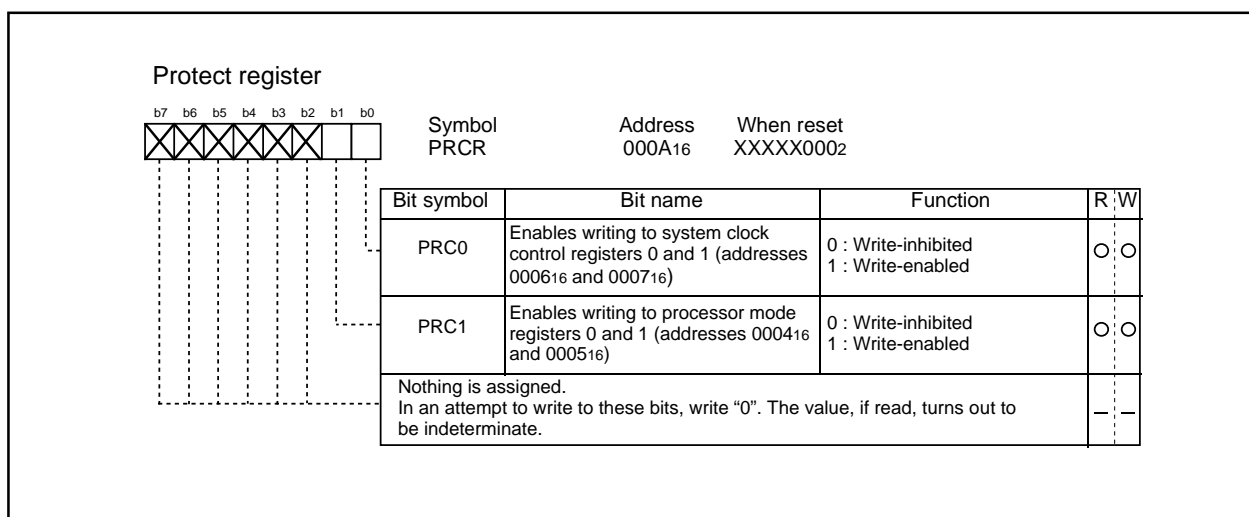 Protect register
b7 b6 b5 b4 b3 b2 b1 b0
Symbol Address When reset
PRCR 000A16 XXXXX0002
Bit symbol Bit name Function R W
PRC0
Enables writing to system clock
control registers 0 and 1 (addresses
000616 and 000716)
0 : Write-inhibited
1 : Write-enabled
PRC1
Enables writing to processor mode
registers 0 and 1 (addresses 000416
and 000516)
0 : Write-inhibited
1 : Write-enabled
Nothing is assigned.
In an attempt to write to these bits, write “0”. The value, if read, turns out to
be indeterminate.